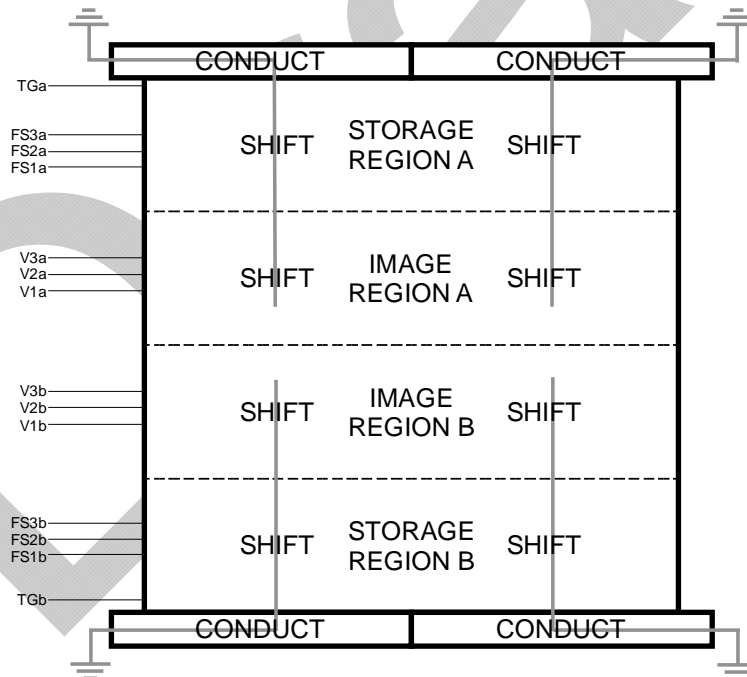 CONDUCT CONDUCT
TGa
FS3a
FS2a
FS1a
SHIFT STORAGE REGION A SHIFT
V3a
V2a
V1a
SHIFT IMAGE REGION A SHIFT
V3b
V2b
V1b
SHIFT IMAGE REGION B SHIFT
FS3b
FS2b
FS1b
SHIFT STORAGE REGION B SHIFT
TGb
CONDUCT CONDUCT